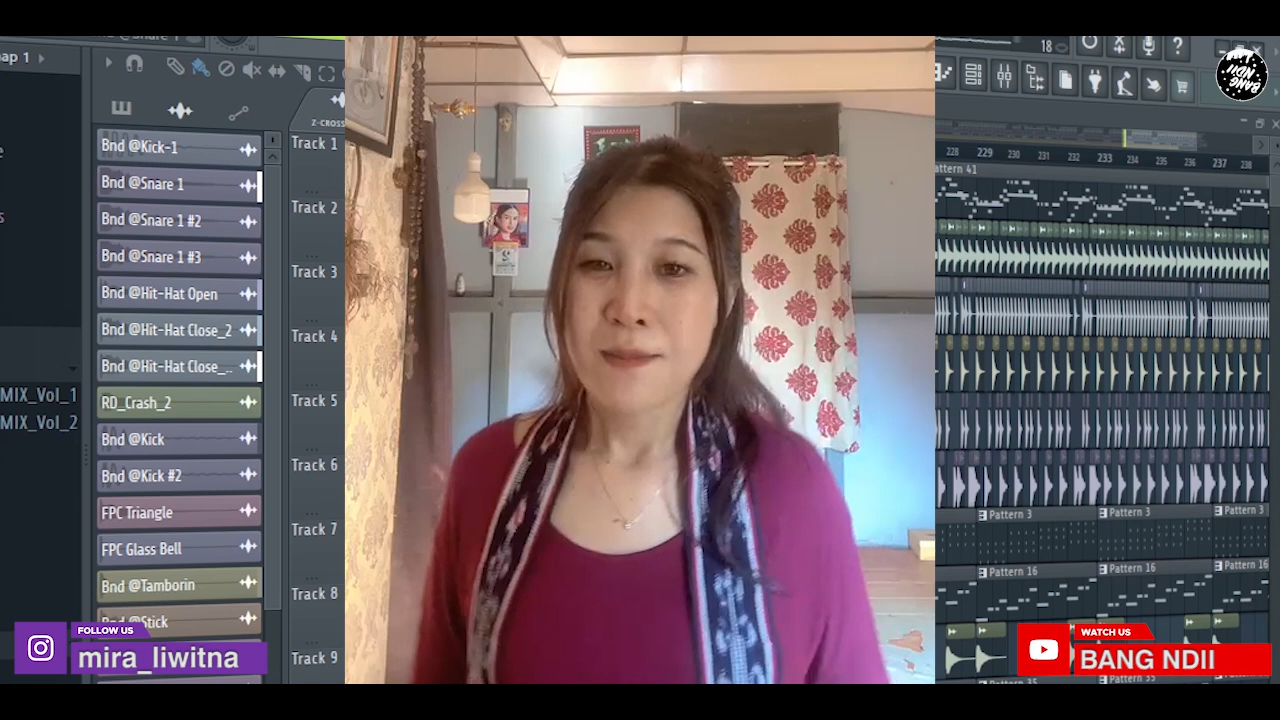 ap 1
18
BANG
NDII
Z-CROSS
Bnd @Kick-1
Bnd @Snare 1
Bnd @Snare 1 #2
Bnd @Snare 1 #3
Bnd @Hit-Hat Open
Bnd @Hit-Hat Close_2
Bnd @Hit-Hat Close_..
RD_Crash_2
Bnd @Kick
Bnd @Kick #2
FPC Triangle
FPC Glass Bell
Bnd @Tamborin
MIX_Vol_1
MIX_Vol_2
Track 1
Track 2
Track 3
Track 4
Track 5
Track 6
Track 7
Track 8
Track 9
228 229 230 231 232 233 234 235 236 237 238
attern 41
Pattern 3 Pattern 3 Pattern 3
Pattern 16 Pattern 16 Pattern 16
FOLLOW US
mira_liwitna
WATCH US
BANG NDII